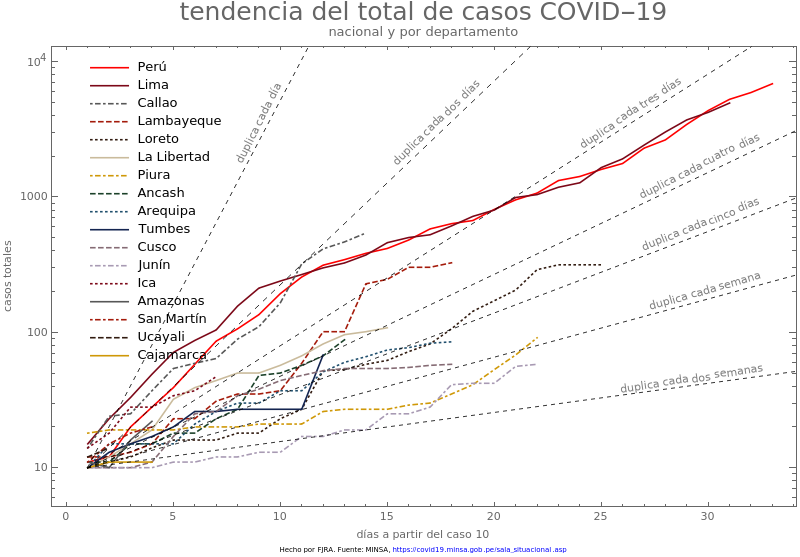 tendencia del total de casos COVID−19
nacional y por departamento
10^4
1000
100
10
casos totales
Perú
Lima
Callao
Lambayeque
Loreto
La Libertad
Piura
Ancash
Arequipa
Tumbes
Cusco
Junín
Ica
Amazonas
San Martín
Ucayali
Cajamarca
duplica cada día
duplica cada dos días
duplica cada tres días
duplica cada cuatro días
duplica cada cinco días
duplica cada semana
duplica cada dos semanas
0 5 10 15 20 25 30
días a partir del caso 10
Hecho por FJRA. Fuente: MINSA, https://covid19.minsa.gob.pe/sala_situacional.asp